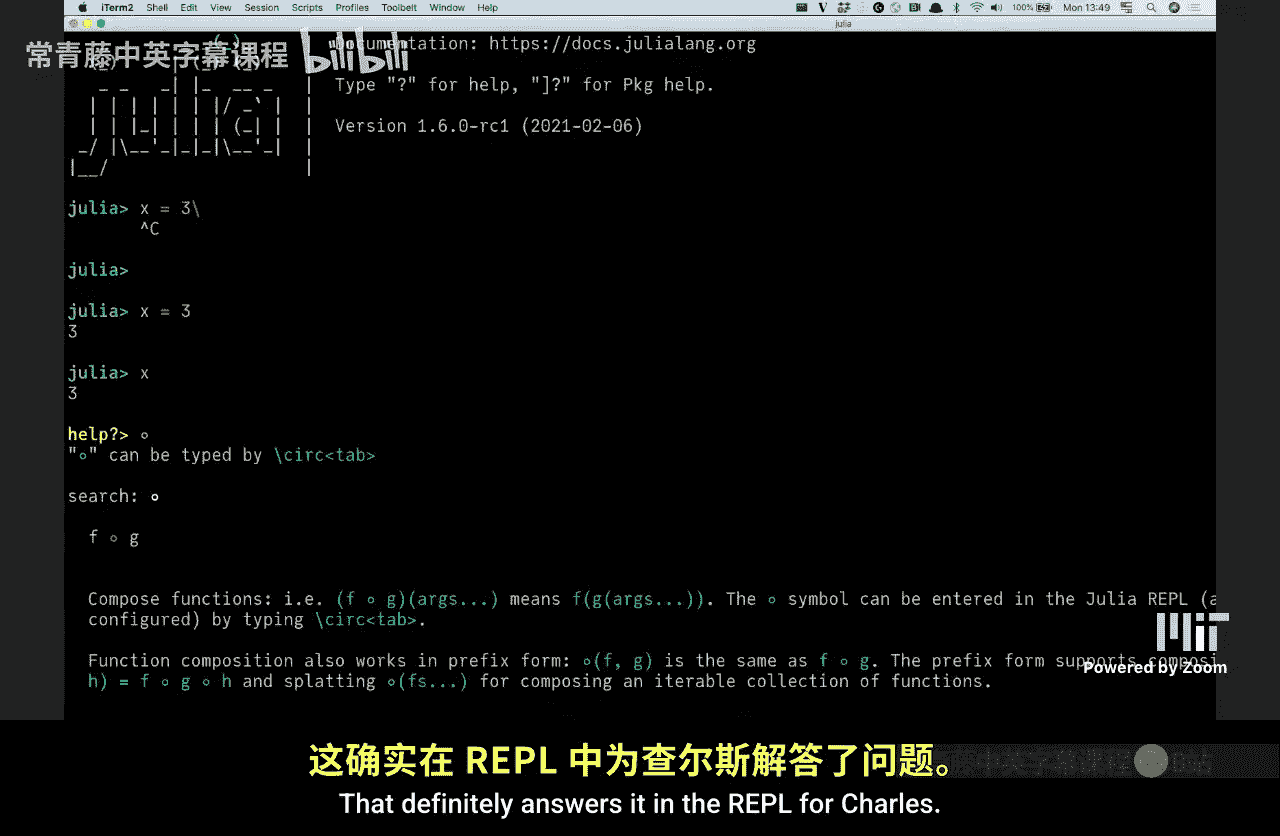 iTerm2 Shell Edit View Session Scripts Profiles Toolbelt Window Help
100% Mon 13:49
julia
常青藤中英字幕课程 bilibili
Documentation: https://docs.julialang.org
Type "?" for help, "]?" for Pkg help.
Version 1.6.0-rc1 (2021-02-06)
julia> x = 3\
^C
julia>
julia> x = 3
3
julia> x
3
help?> ∘
"∘" can be typed by \circ<tab>
search: ∘
f ∘ g
Compose functions: i.e. (f ∘ g)(args...) means f(g(args...)). The ∘ symbol can be entered in the Julia REPL (a
configured) by typing \circ<tab>.
Function composition also works in prefix form: ∘(f, g) is the same as f ∘ g. The prefix form supports composi
h) = f ∘ g ∘ h and splatting ∘(fs...) for composing an iterable collection of functions.
MIT
Powered by Zoom
这确实在 REPL 中为查尔斯解答了问题。
That definitely answers it in the REPL for Charles.